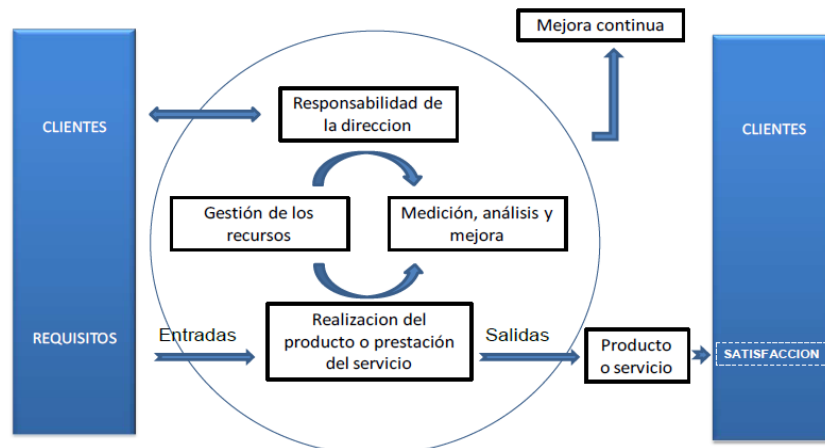 Mejora continua
CLIENTES
Responsabilidad de
la direccion
CLIENTES
Gestión de los
recursos
Medición, análisis y
mejora
REQUISITOS
Entradas
Realizacion del
producto o prestación
del servicio
Salidas
Producto
o servicio
SATISFACCION